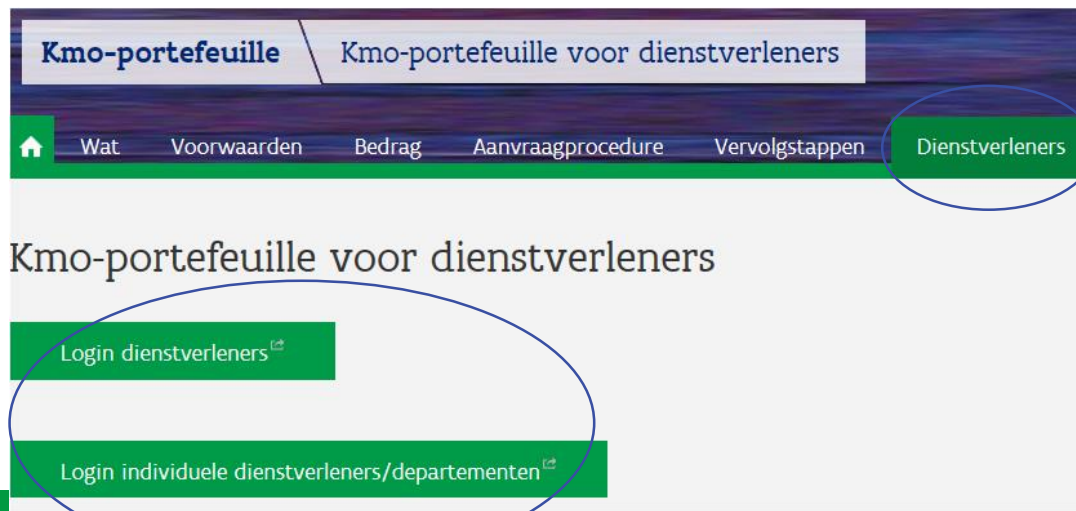 Kmo-portefeuille Kmo-portefeuille voor dienstverleners
Wat Voorwaarden Bedrag Aanvraagprocedure Vervolgstappen Dienstverleners
Kmo-portefeuille voor dienstverleners
Login dienstverleners
Login individuele dienstverleners/departementen